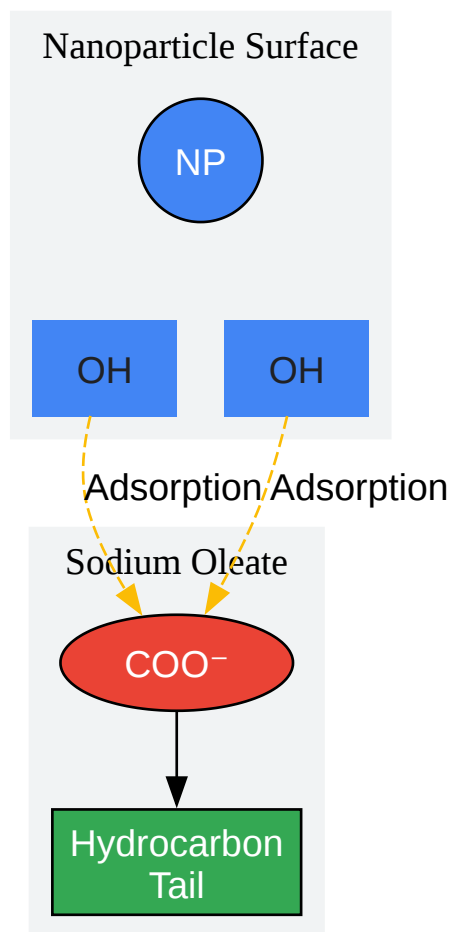 Nanoparticle Surface
NP
OH OH
Adsorption Adsorption
Sodium Oleate
COO⁻
Hydrocarbon
Tail